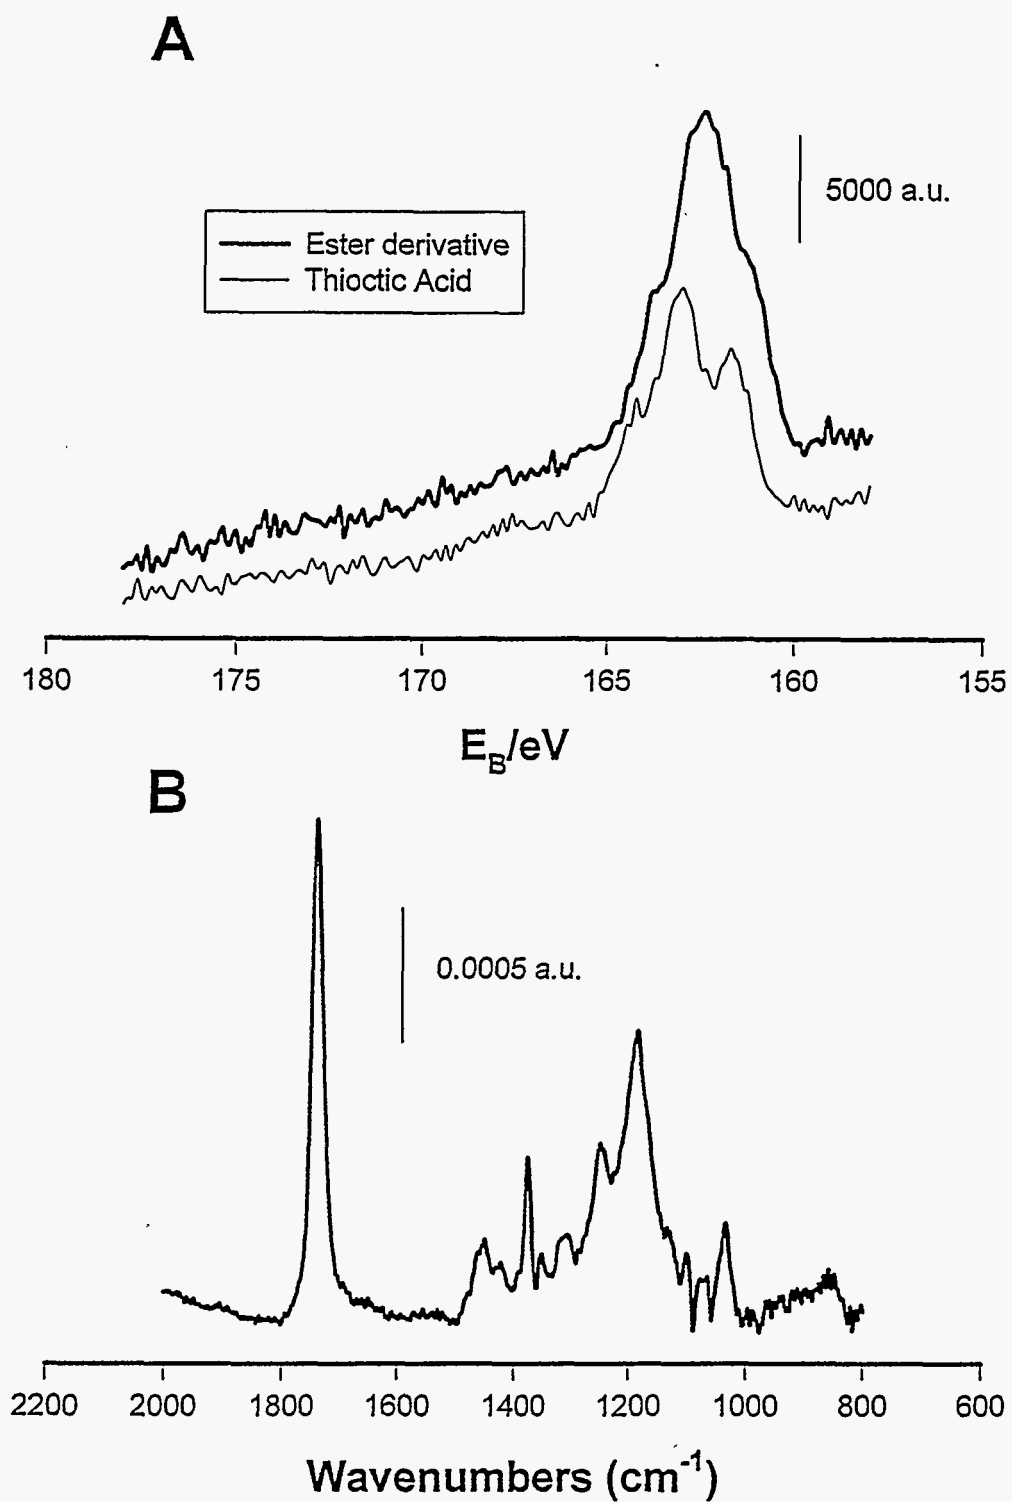 A
5000 a.u.
Ester derivative
Thioctic Acid
180 175 170 165 160 155
E_B/eV
B
0.0005 a.u.
2200 2000 1800 1600 1400 1200 1000 800 600
Wavenumbers (cm⁻¹)